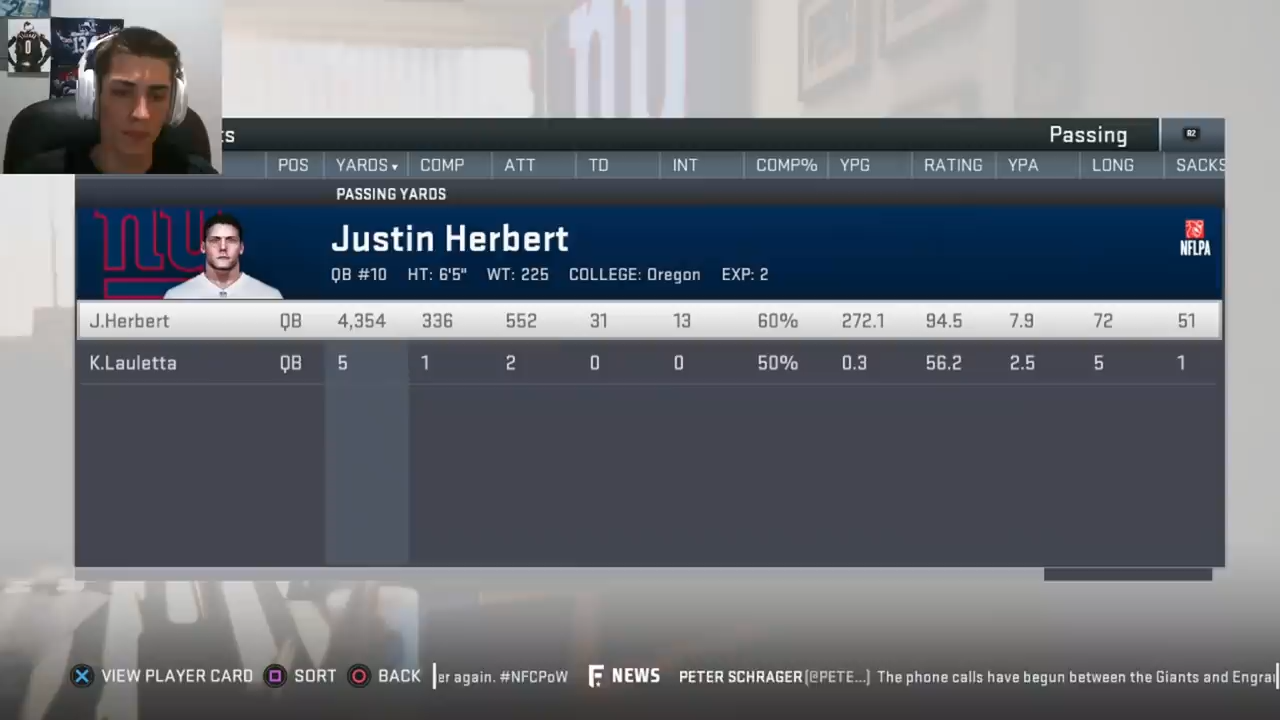 Passing R2
POS YARDS COMP ATT TD INT COMP% YPG RATING YPA LONG SACKS
PASSING YARDS
Justin Herbert
NFLPA
QB #10 HT: 6'5" WT: 225 COLLEGE: Oregon EXP: 2
J.Herbert QB 4,354 336 552 31 13 60% 272.1 94.5 7.9 72 51
K.Lauletta QB 5 1 2 0 0 50% 0.3 56.2 2.5 5 1
VIEW PLAYER CARD SORT BACK er again. #NFCPoW F. NEWS PETER SCHRAGER [@PETE...] The phone calls have begun between the Giants and Engra